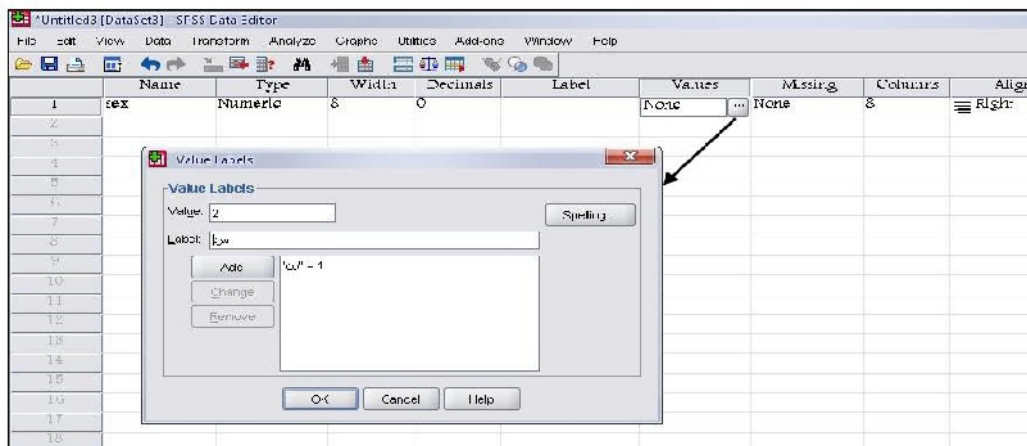 *Untitled3 [DataSet3] - SPSS Data Editor
File Edit View Data Transform Analyze Graphs Utilities Add-ons Window Help
Name Type Width Decimals Label Values Missing Columns Align
1 sex Numeric 8 0 None ... None 8 Right
2
3
4
5
6
7
8
9
10
11
12
13
14
15
16
17
18
Value Labels
Value Labels
Value: 2
Spelling...
Label:
Add
Change
Remove
OK Cancel Help